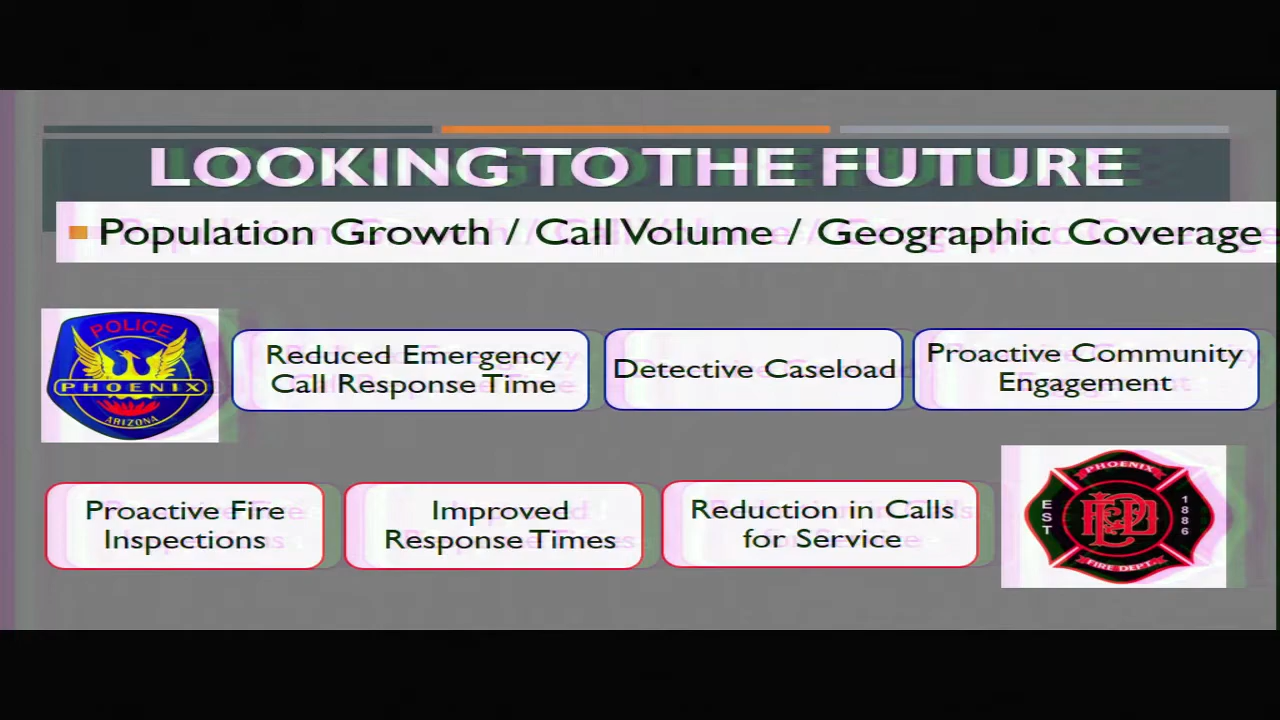 LOOKING TO THE FUTURE
Population Growth / Call Volume / Geographic Coverage
POLICE
PHOENIX
ARIZONA
Reduced Emergency
Call Response Time
Detective Caseload
Proactive Community
Engagement
Proactive Fire
Inspections
Improved
Response Times
Reduction in Calls
for Service
PHOENIX
EST
1886
PFD
FIRE DEPT.